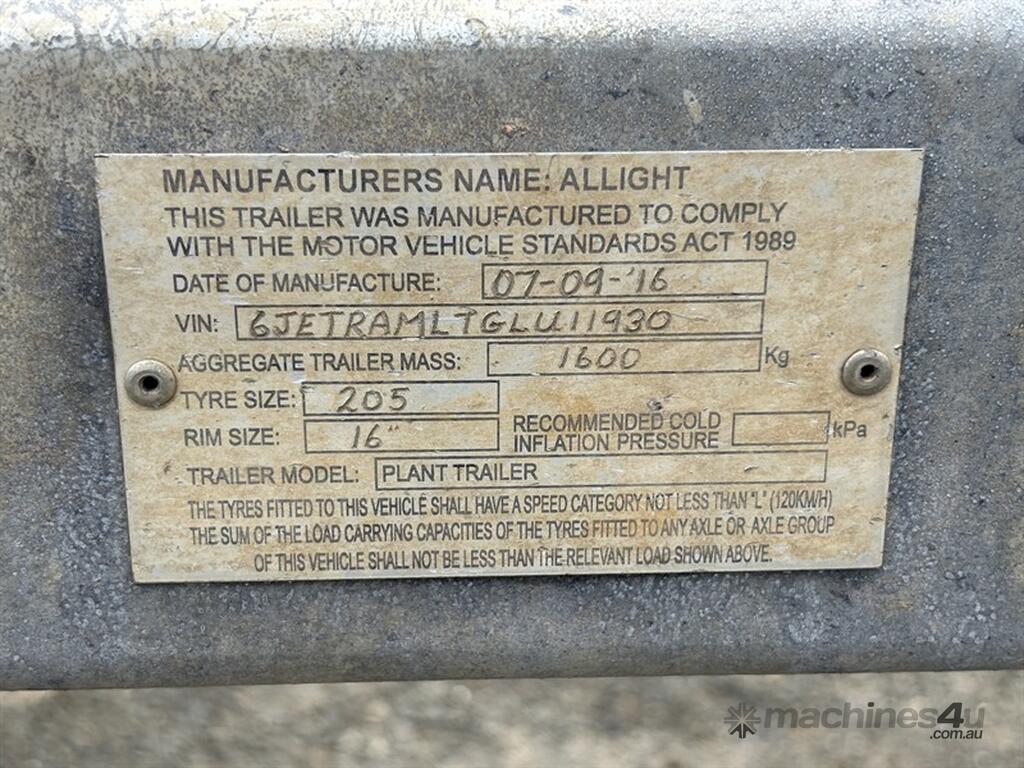 MANUFACTURERS NAME: ALLIGHT
THIS TRAILER WAS MANUFACTURED TO COMPLY
WITH THE MOTOR VEHICLE STANDARDS ACT 1989
DATE OF MANUFACTURE: 07-09-'16
VIN: 6JETRAMLTGLU11930
AGGREGATE TRAILER MASS: 1600 Kg
TYRE SIZE: 205
RIM SIZE: 16" RECOMMENDED COLD INFLATION PRESSURE kPa
TRAILER MODEL: PLANT TRAILER
THE TYRES FITTED TO THIS VEHICLE SHALL HAVE A SPEED CATEGORY NOT LESS THAN "L" (120KM/H)
THE SUM OF THE LOAD CARRYING CAPACITIES OF THE TYRES FITTED TO ANY AXLE OR AXLE GROUP
OF THIS VEHICLE SHALL NOT BE LESS THAN THE RELEVANT LOAD SHOWN ABOVE.
machines4u
.com.au